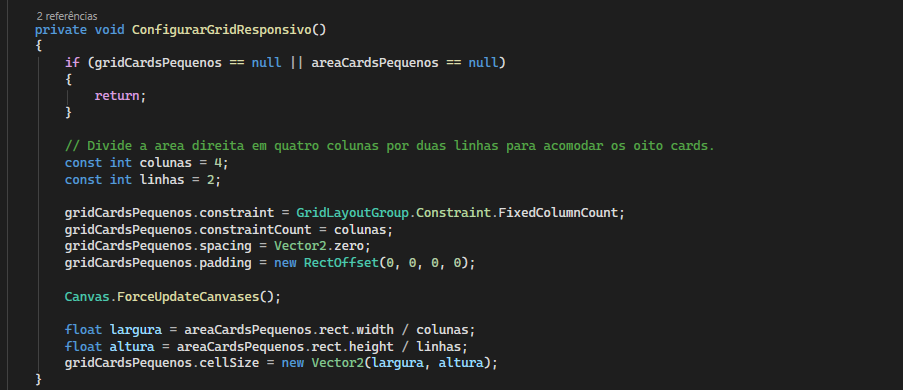 2 referências
private void ConfigurarGridResponsivo()
{
    if (gridCardsPequenos == null || areaCardsPequenos == null)
    {
        return;
    }

    // Divide a area direita em quatro colunas por duas linhas para acomodar os oito cards.
    const int colunas = 4;
    const int linhas = 2;

    gridCardsPequenos.constraint = GridLayoutGroup.Constraint.FixedColumnCount;
    gridCardsPequenos.constraintCount = colunas;
    gridCardsPequenos.spacing = Vector2.zero;
    gridCardsPequenos.padding = new RectOffset(0, 0, 0, 0);

    Canvas.ForceUpdateCanvases();

    float largura = areaCardsPequenos.rect.width / colunas;
    float altura = areaCardsPequenos.rect.height / linhas;
    gridCardsPequenos.cellSize = new Vector2(largura, altura);
}